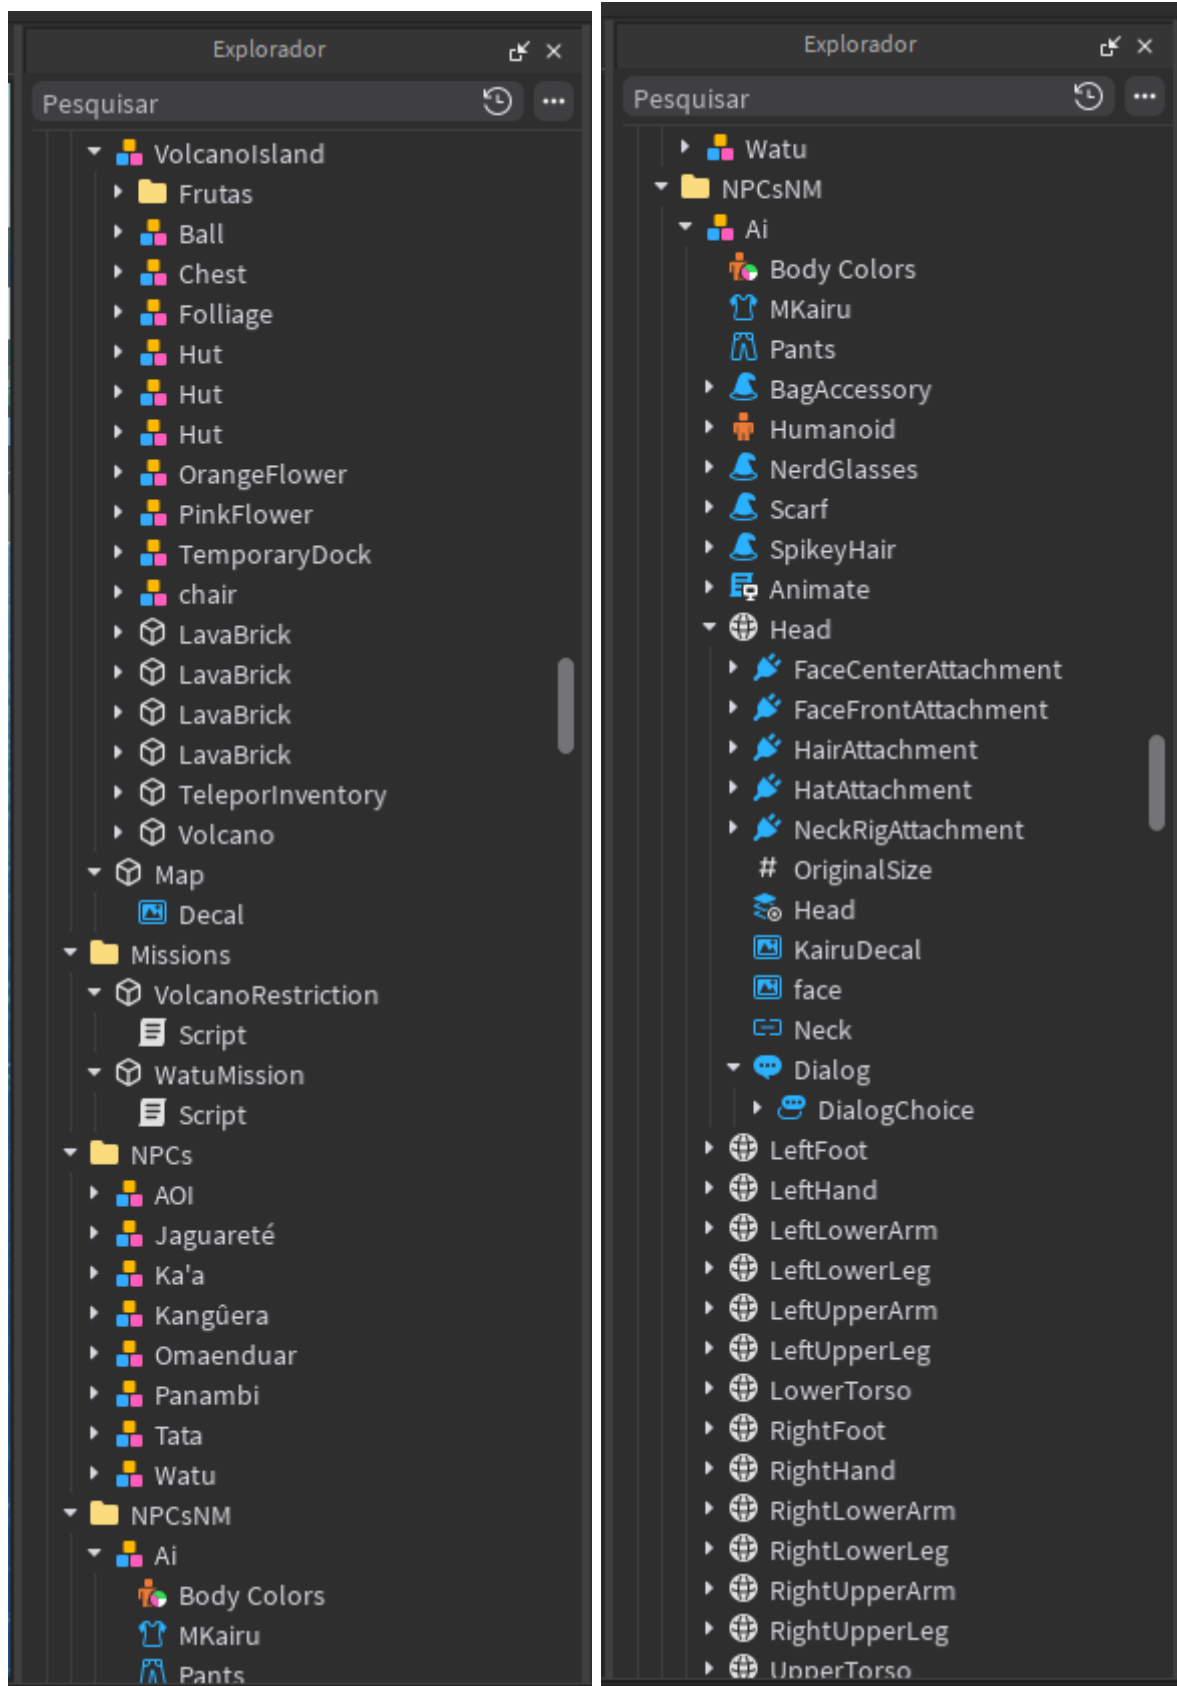 Explorador
Pesquisar
VolcanoIsland
Frutas
Ball
Chest
Folliage
Hut
Hut
Hut
OrangeFlower
PinkFlower
TemporaryDock
chair
LavaBrick
LavaBrick
LavaBrick
LavaBrick
TeleporInventory
Volcano
Map
Decal
Missions
VolcanoRestriction
Script
WatuMission
Script
NPCs
AOI
Jaguareté
Ka'a
Kangûera
Omaenduar
Panambi
Tata
Watu
NPCsNM
Ai
Body Colors
MKairu
Pants
Explorador
Pesquisar
Watu
NPCsNM
Ai
Body Colors
MKairu
Pants
BagAccessory
Humanoid
NerdGlasses
Scarf
SpikeyHair
Animate
Head
FaceCenterAttachment
FaceFrontAttachment
HairAttachment
HatAttachment
NeckRigAttachment
OriginalSize
Head
KairuDecal
face
Neck
Dialog
DialogChoice
LeftFoot
LeftHand
LeftLowerArm
LeftLowerLeg
LeftUpperArm
LeftUpperLeg
LowerTorso
RightFoot
RightHand
RightLowerArm
RightLowerLeg
RightUpperArm
RightUpperLeg
UpperTorso